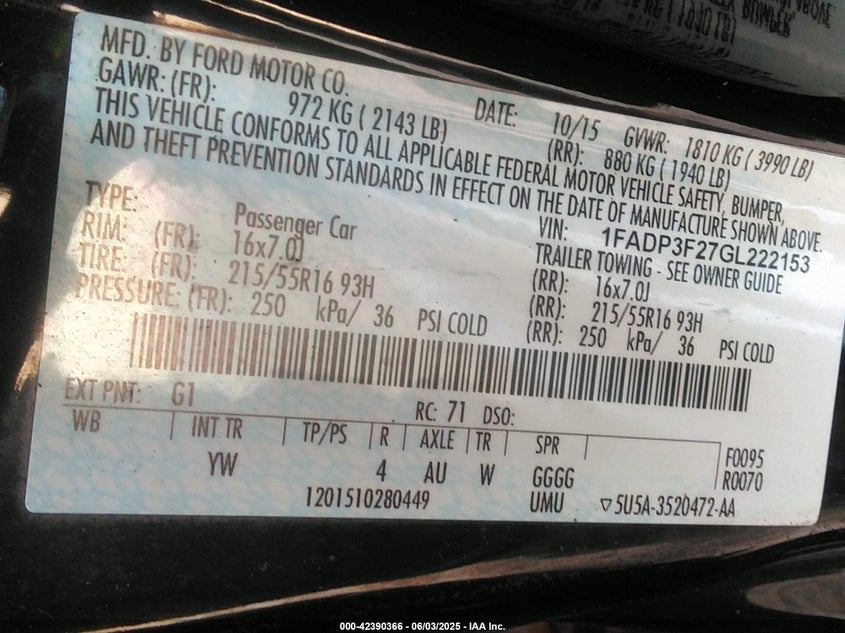 MFD. BY FORD MOTOR CO.
DATE: 10/15 GVWR: 1810 KG ( 3990 LB)
GAWR: (FR): 972 KG ( 2143 LB) (RR): 880 KG ( 1940 LB)
THIS VEHICLE CONFORMS TO ALL APPLICABLE FEDERAL MOTOR VEHICLE SAFETY, BUMPER,
AND THEFT PREVENTION STANDARDS IN EFFECT ON THE DATE OF MANUFACTURE SHOWN ABOVE.
VIN: 1FADP3F27GL222153
TYPE: Passenger Car TRAILER TOWING - SEE OWNER GUIDE
RIM: (FR): 16x7.0J (RR): 16x7.0J
TIRE: (FR): 215/55R16 93H (RR): 215/55R16 93H
PRESSURE: (FR): 250 kPa/ 36 PSI COLD (RR): 250 kPa/ 36 PSI COLD
EXT PNT: G1 RC: 71 DSO:
WB INT TR TP/PS R AXLE TR SPR F0095
YW 4 AU W GGGG R0070
1201510280449 UMU ▽5U5A-3520472-AA
000-42390366 - 06/03/2025 - IAA Inc.